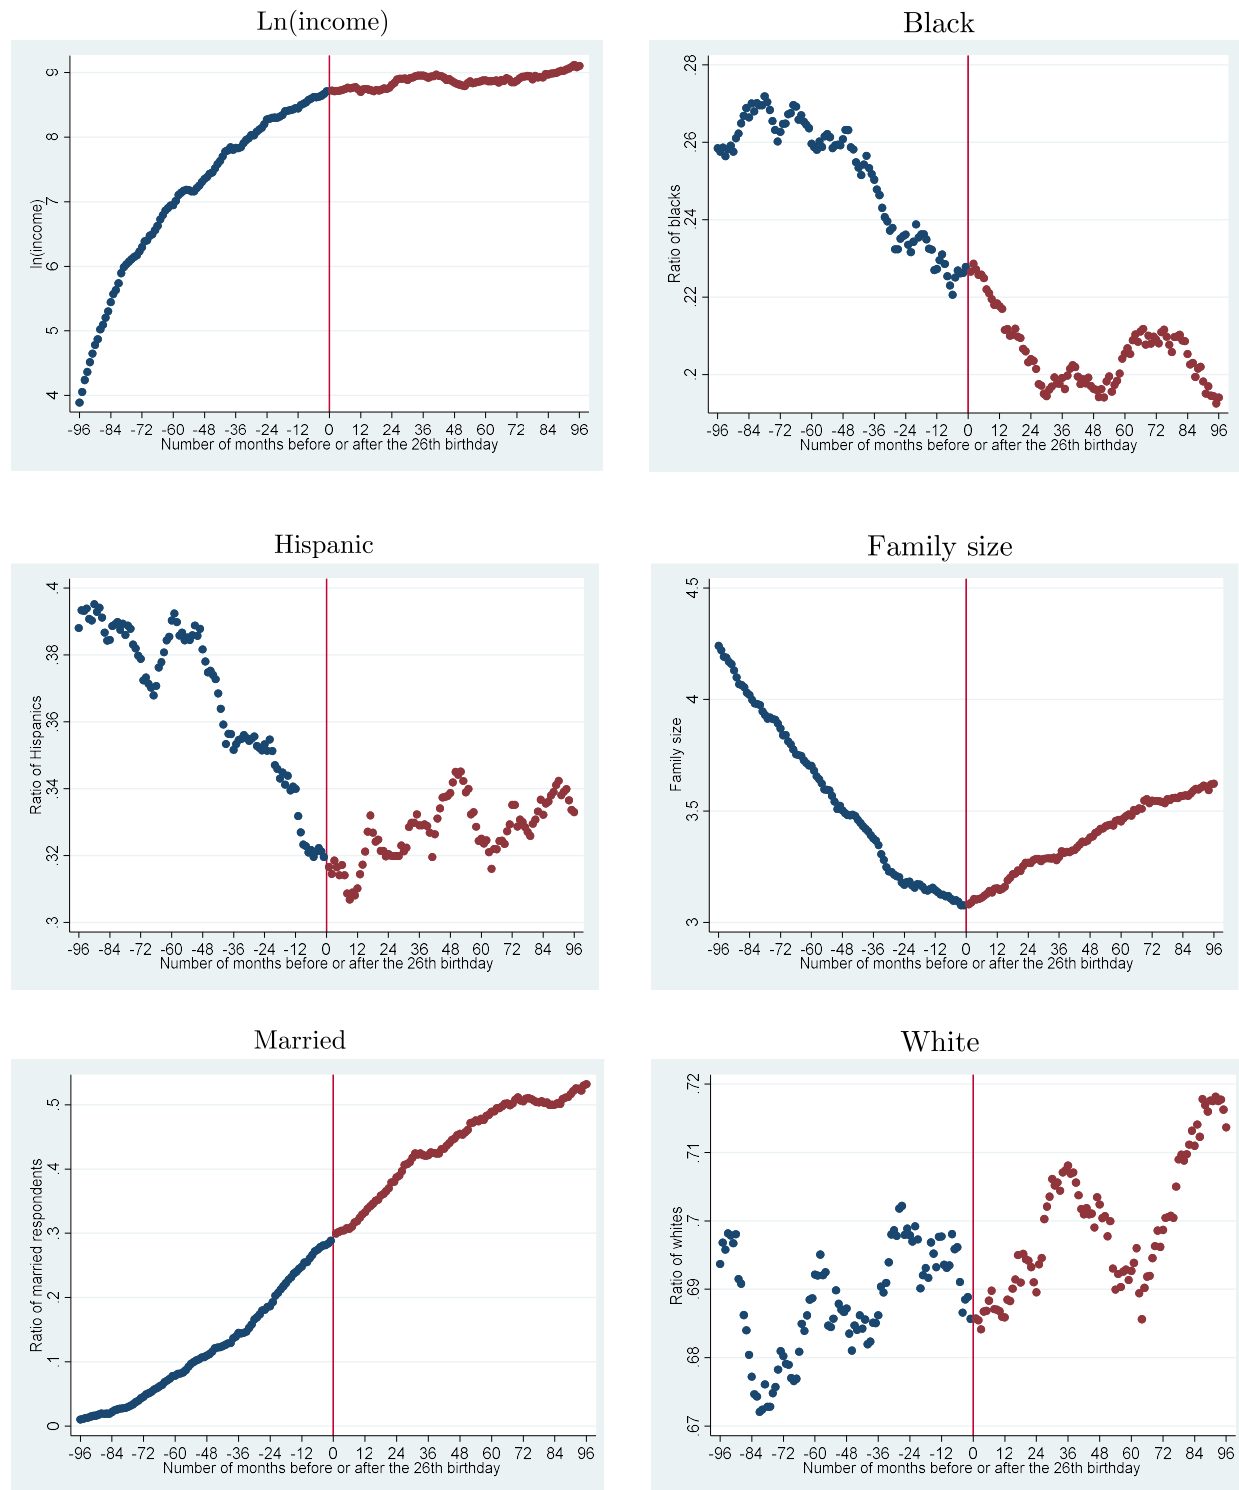 Ln(income)
Black
9
8
7
6
5
4
ln(income)
-96 -84 -72 -60 -48 -36 -24 -12 0 12 24 36 48 60 72 84 96
Number of months before or after the 26th birthday
.28
.26
.24
.22
.2
Ratio of blacks
-96 -84 -72 -60 -48 -36 -24 -12 0 12 24 36 48 60 72 84 96
Number of months before or after the 26th birthday
Hispanic
Family size
.4
.38
.36
.34
.32
.3
Ratio of Hispanics
-96 -84 -72 -60 -48 -36 -24 -12 0 12 24 36 48 60 72 84 96
Number of months before or after the 26th birthday
4.5
4
3.5
3
Family size
-96 -84 -72 -60 -48 -36 -24 -12 0 12 24 36 48 60 72 84 96
Number of months before or after the 26th birthday
Married
White
.5
.4
.3
.2
.1
0
Ratio of married respondents
-96 -84 -72 -60 -48 -36 -24 -12 0 12 24 36 48 60 72 84 96
Number of months before or after the 26th birthday
.72
.71
.7
.69
.68
.67
Ratio of whites
-96 -84 -72 -60 -48 -36 -24 -12 0 12 24 36 48 60 72 84 96
Number of months before or after the 26th birthday